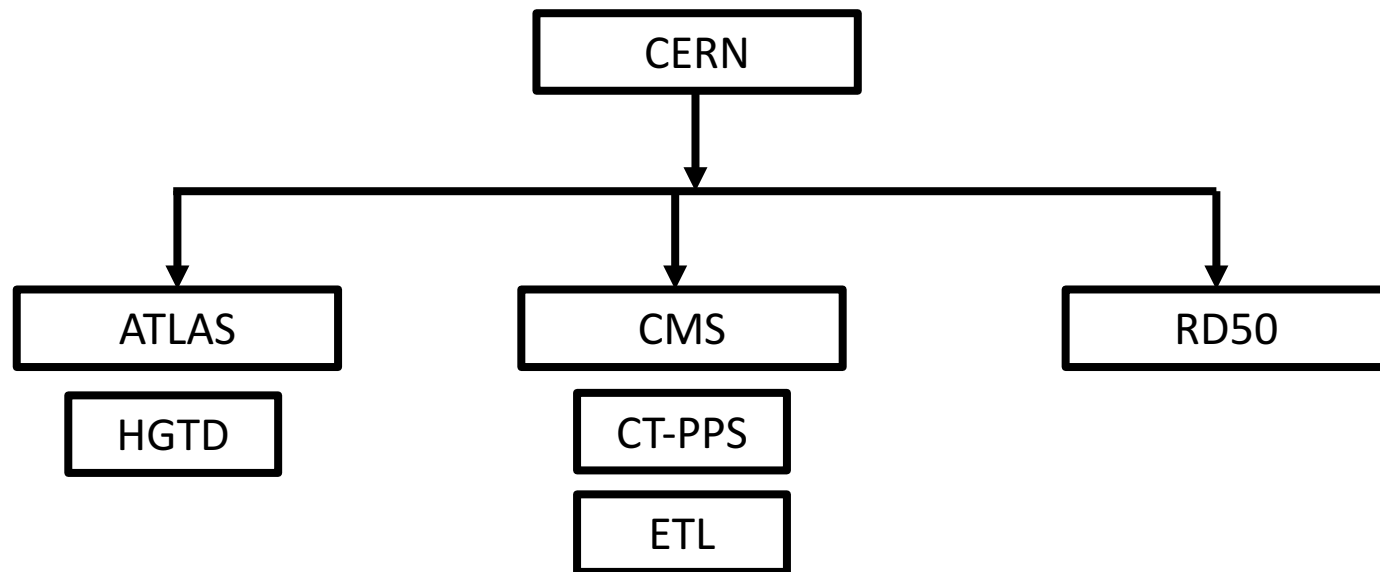 CERN
ATLAS
CMS
RD50
HGTD
CT-PPS
ETL